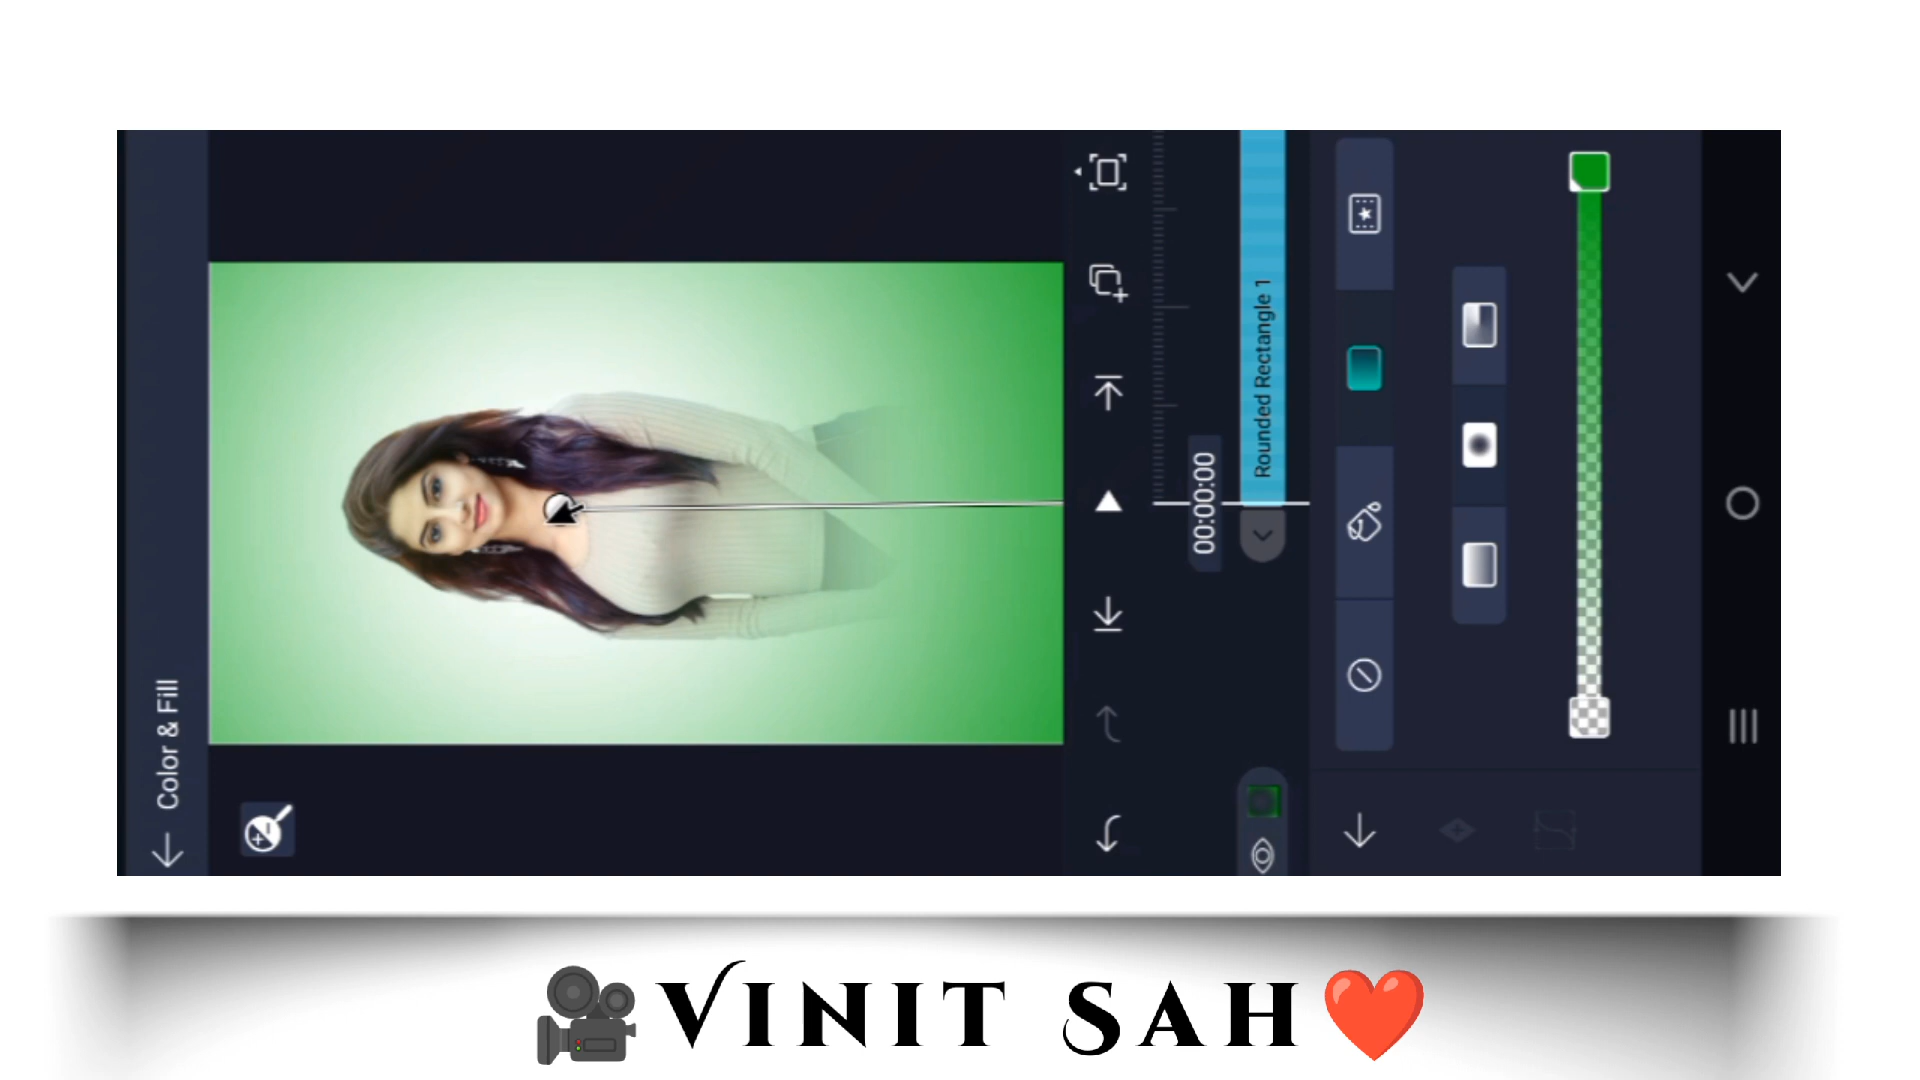 Color & Fill
00:00:00
Rounded Rectangle 1
🎥VINIT SAH❤️